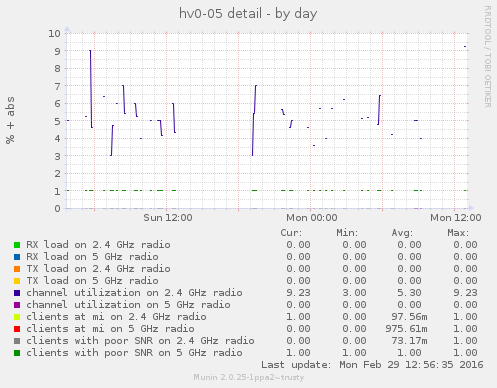 hv0-05 detail - by day
RRDTOOL / TOBI OETIKER
% + abs
10
9
8
7
6
5
4
3
2
1
0
Sun 12:00 Mon 00:00 Mon 12:00
Cur: Min: Avg: Max:
RX load on 2.4 GHz radio 0.00 0.00 0.00 0.00
RX load on 5 GHz radio 0.00 0.00 0.00 0.00
TX load on 2.4 GHz radio 0.00 0.00 0.00 0.00
TX load on 5 GHz radio 0.00 0.00 0.00 0.00
channel utilization on 2.4 GHz radio 9.23 3.00 5.30 9.23
channel utilization on 5 GHz radio 0.00 0.00 0.00 0.00
clients at mi on 2.4 GHz radio 1.00 0.00 97.56m 1.00
clients at mi on 5 GHz radio 0.00 0.00 975.61m 1.00
clients with poor SNR on 2.4 GHz radio 0.00 0.00 73.17m 1.00
clients with poor SNR on 5 GHz radio 1.00 0.00 1.00 1.00
Last update: Mon Feb 29 12:56:35 2016
Munin 2.0.25-1ppa2~trusty